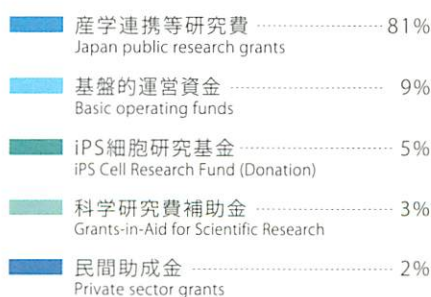 産学連携等研究費 81%
Japan public research grants
基盤的運営資金 9%
Basic operating funds
iPS細胞研究基金 5%
iPS Cell Research Fund (Donation)
科学研究費補助金 3%
Grants-in-Aid for Scientific Research
民間助成金 2%
Private sector grants